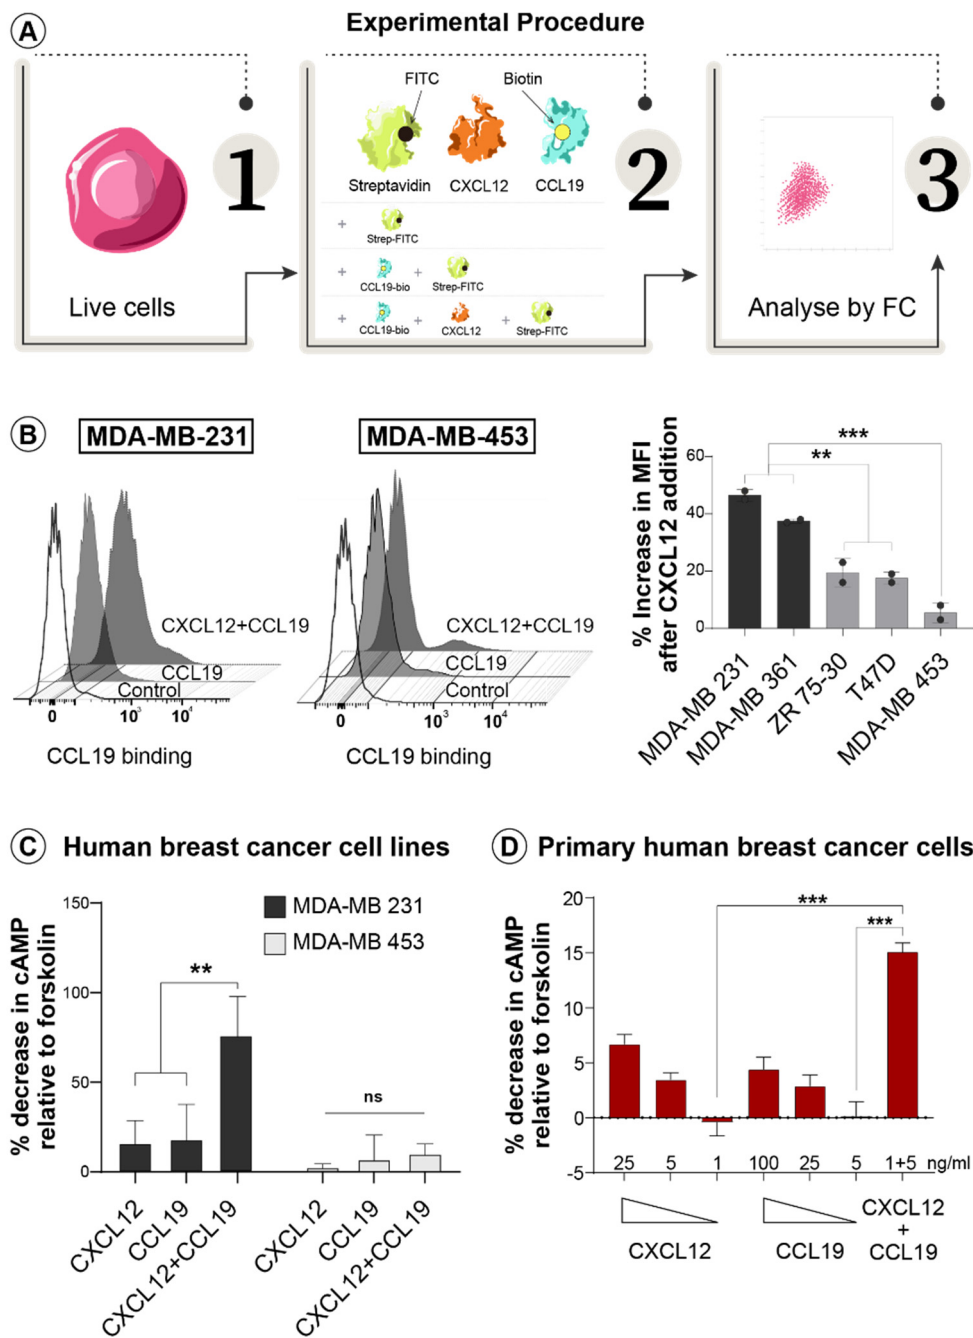 A
Experimental Procedure
1
Live cells
FITC
Biotin
Streptavidin
CXCL12
CCL19
2
+
Strep-FITC
+
+
CCL19-bio
Strep-FITC
+
+
+
CCL19-bio
CXCL12
Strep-FITC
3
Analyse by FC
B
MDA-MB-231
CXCL12+CCL19
CCL19
Control
0
10³
10⁴
CCL19 binding
MDA-MB-453
CXCL12+CCL19
CCL19
Control
0
10³
10⁴
CCL19 binding
% Increase in MFI
after CXCL12 addition
60
40
20
0
***
**
MDA-MB 231
MDA-MB 361
ZR 75-30
T47D
MDA-MB 453
C
Human breast cancer cell lines
% decrease in cAMP
relative to forskolin
150
100
50
0
MDA-MB 231
MDA-MB 453
**
ns
CXCL12
CCL19
CXCL12+CCL19
CXCL12
CCL19
CXCL12+CCL19
D
Primary human breast cancer cells
% decrease in cAMP
relative to forskolin
20
15
10
5
0
-5
***
***
25 5 1 100 25 5 1+5 ng/ml
CXCL12
CCL19
CXCL12
+
CCL19